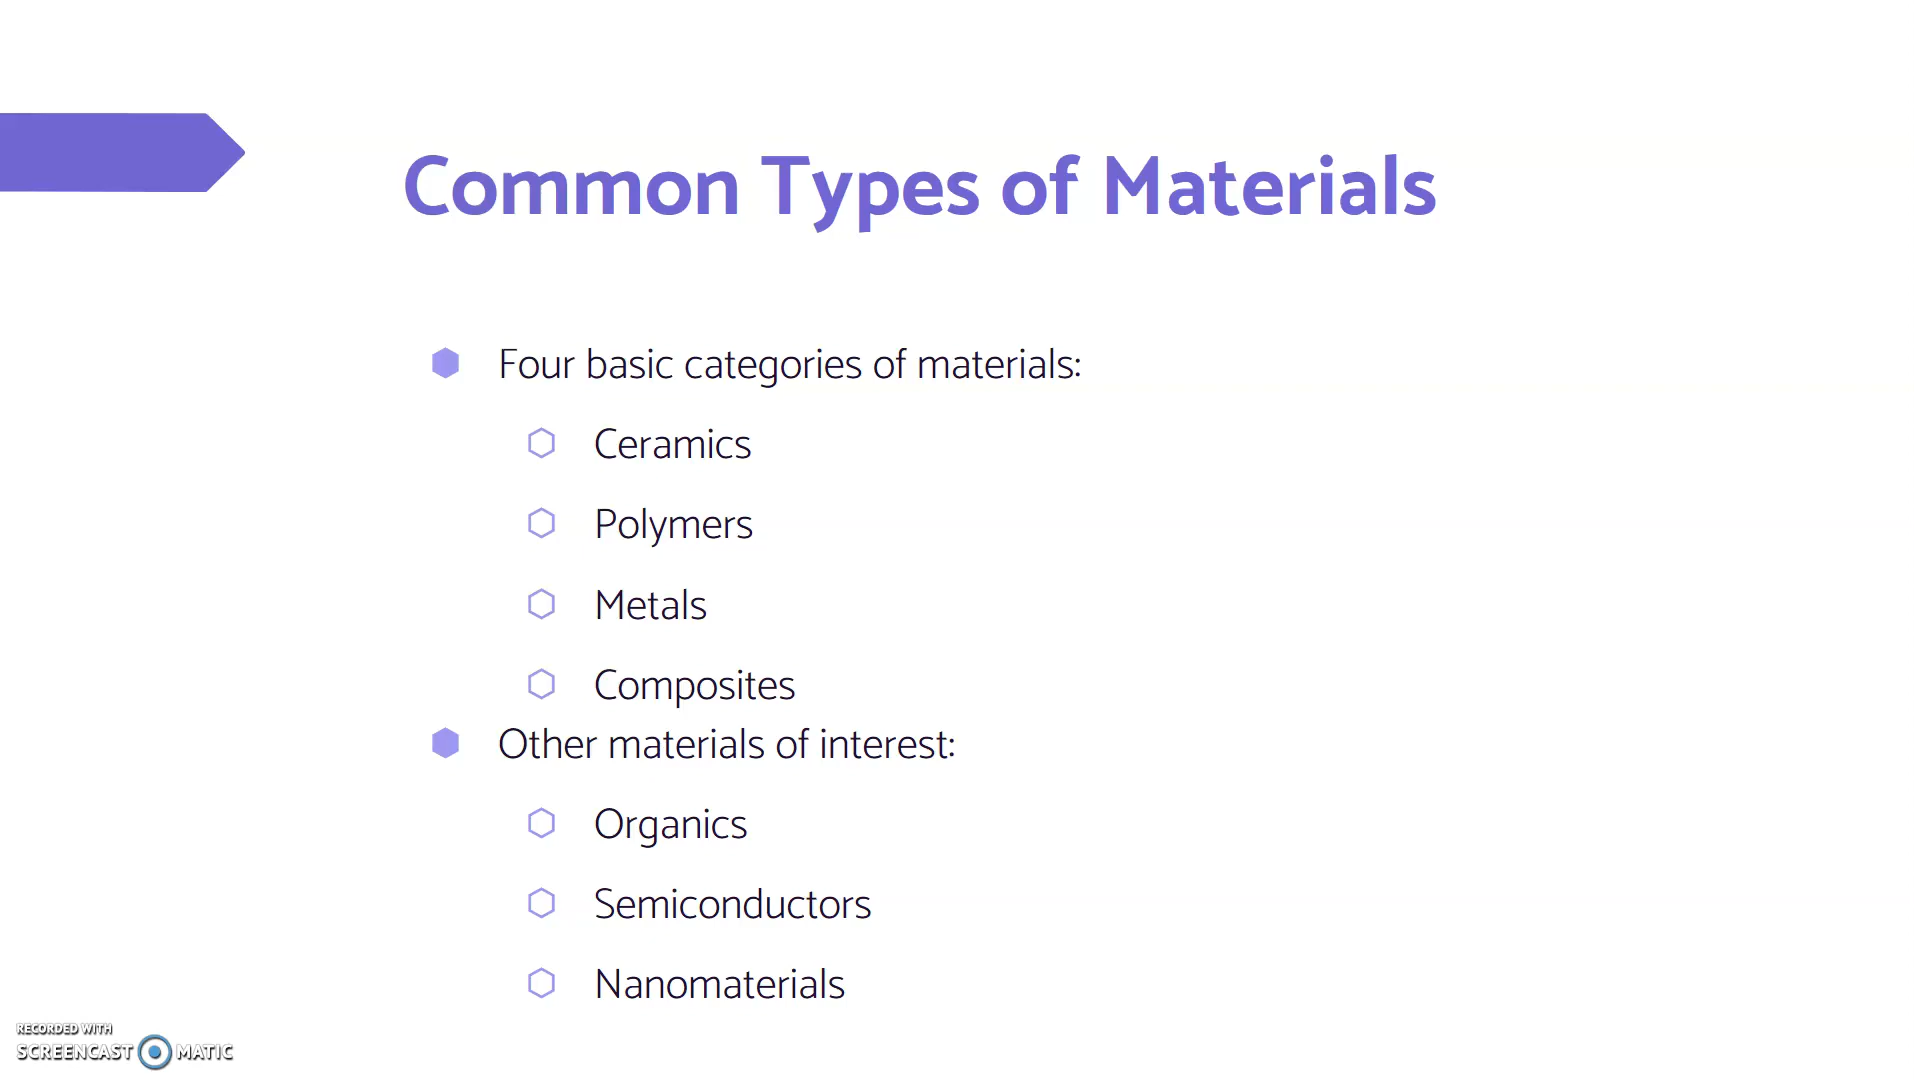 Common Types of Materials
Four basic categories of materials:
Ceramics
Polymers
Metals
Composites
Other materials of interest:
Organics
Semiconductors
Nanomaterials
RECORDED WITH
SCREENCAST MATIC